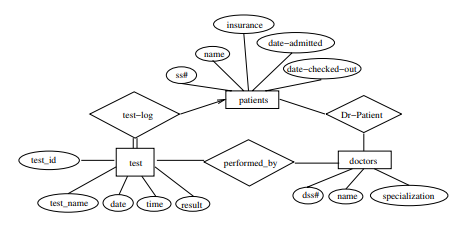 insurance
name
date-admitted
ss#
date-checked-out
patients
test-log
Dr-Patient
test_id
test
performed_by
doctors
test_name
date
time
result
dss#
name
specialization